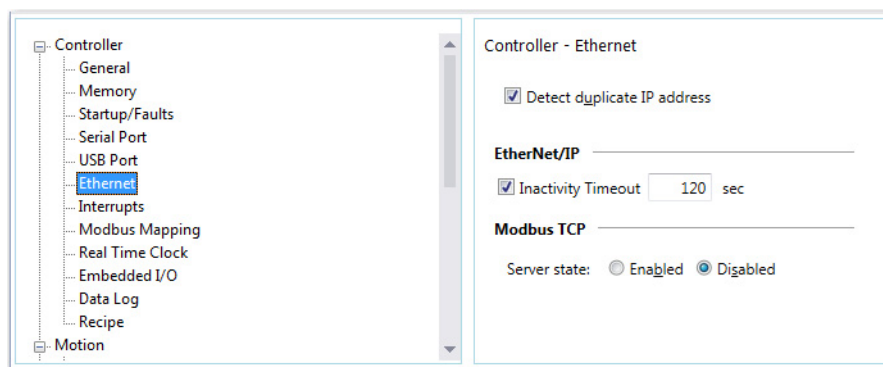 Controller
General
Memory
Startup/Faults
Serial Port
USB Port
Ethernet
Interrupts
Modbus Mapping
Real Time Clock
Embedded I/O
Data Log
Recipe
Motion
Controller - Ethernet
Detect duplicate IP address
EtherNet/IP
Inactivity Timeout 120 sec
Modbus TCP
Server state: Enabled Disabled